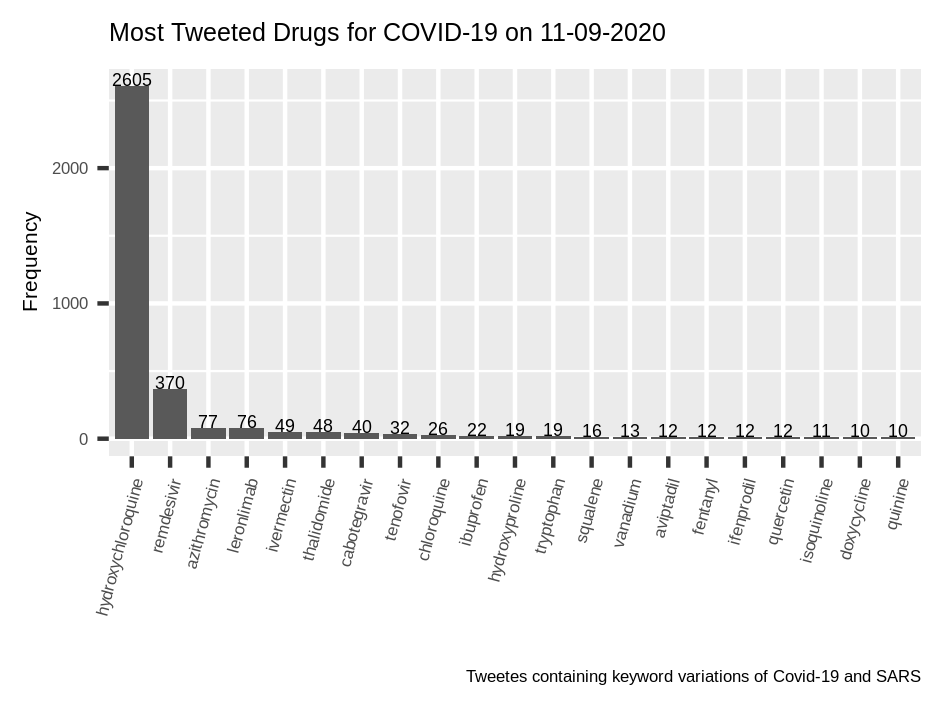 Most Tweeted Drugs for COVID-19 on 11-09-2020
Frequency
2000
1000
0
2605
370
77
76
49
48
40
32
26
22
19
19
16
13
12
12
12
12
11
10
10
hydroxychloroquine
remdesivir
azithromycin
leronlimab
ivermectin
thalidomide
cabotegravir
tenofovir
chloroquine
ibuprofen
hydroxyproline
tryptophan
squalene
vanadium
aviptadil
fentanyl
ifenprodil
quercetin
isoquinoline
doxycycline
quinine
Tweetes containing keyword variations of Covid-19 and SARS